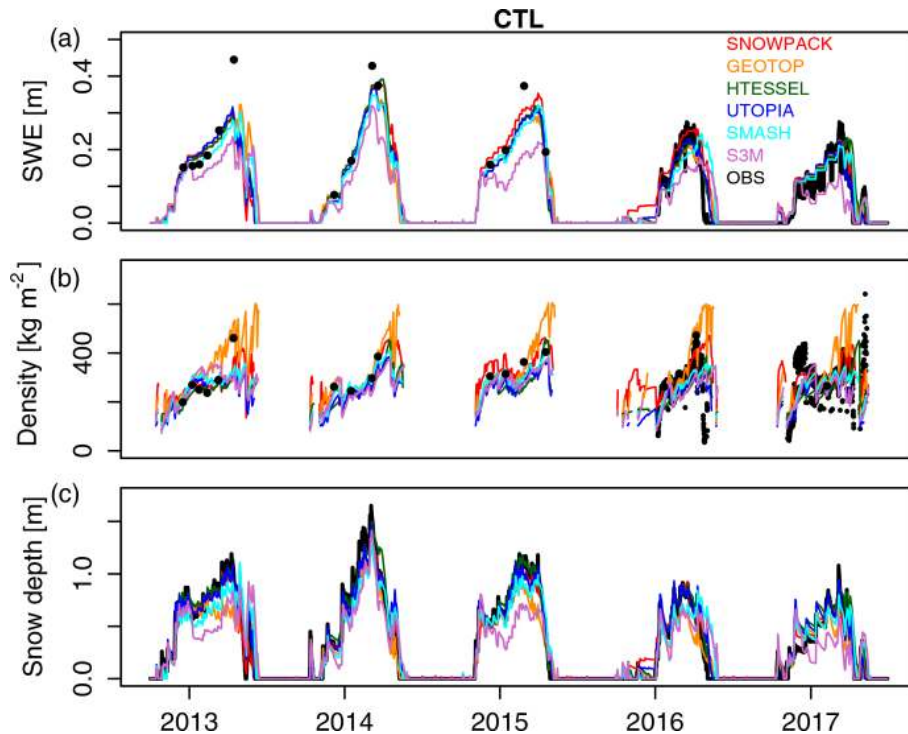 CTL
(a)
SWE [m]
0.4
0.2
0.0
SNOWPACK
GEOTOP
HTESSEL
UTOPIA
SMASH
S3M
OBS
(b)
Density [kg m⁻²]
400
200
0
(c)
Snow depth [m]
1.0
0.0
2013 2014 2015 2016 2017